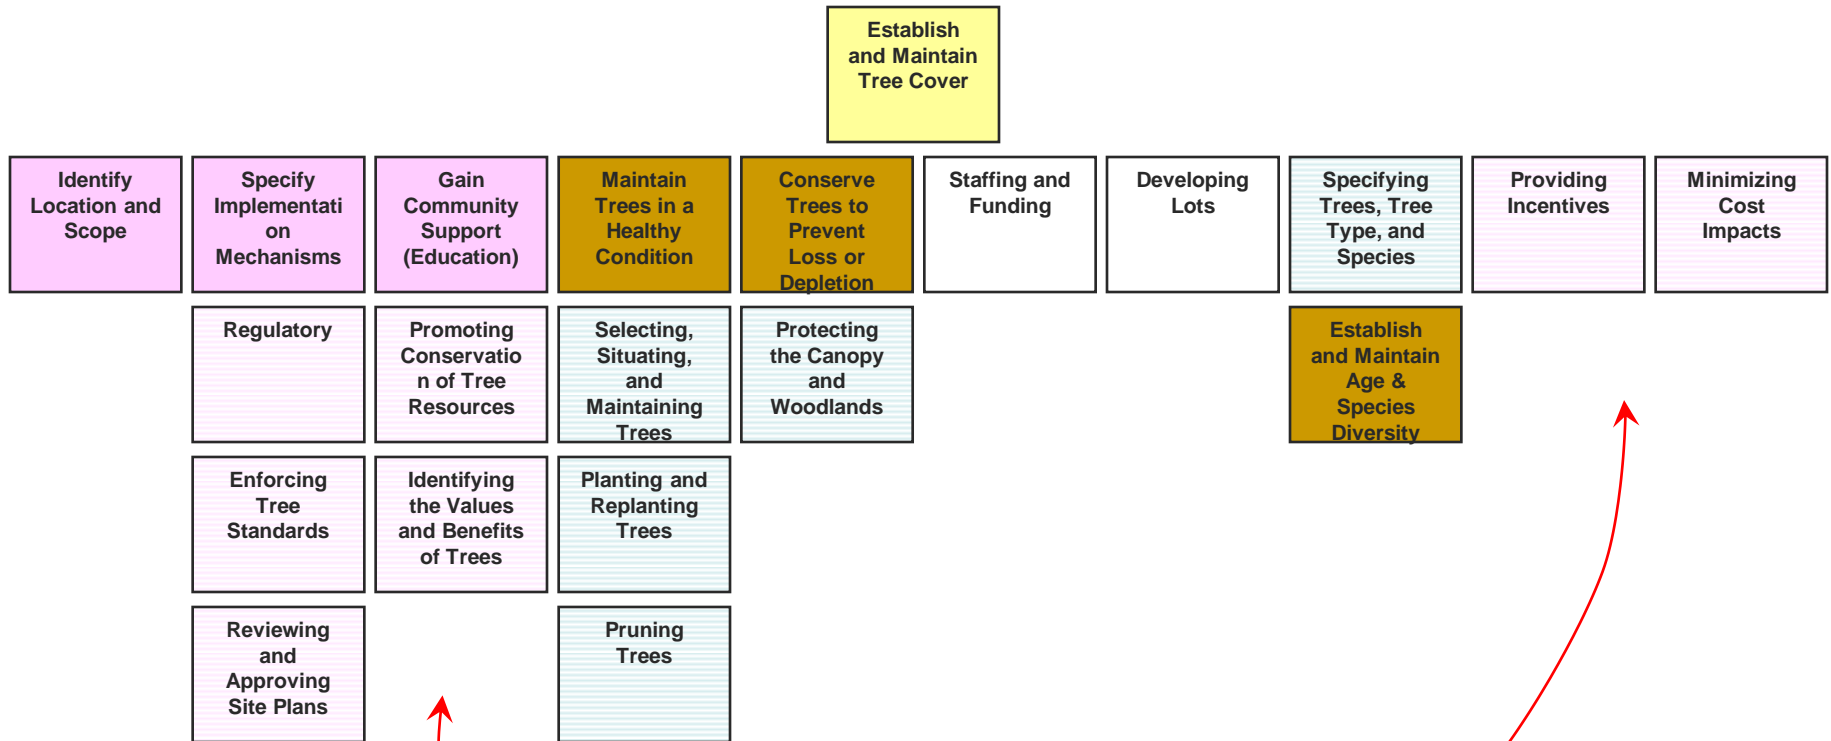 Establish
and Maintain
Tree Cover
Identify
Location and
Scope
Specify
Implementati
on
Mechanisms
Gain
Community
Support
(Education)
Maintain
Trees in a
Healthy
Condition
Conserve
Trees to
Prevent
Loss or
Depletion
Staffing and
Funding
Developing
Lots
Specifying
Trees, Tree
Type, and
Species
Providing
Incentives
Minimizing
Cost
Impacts
Regulatory
Promoting
Conservatio
n of Tree
Resources
Selecting,
Situating,
and
Maintaining
Trees
Protecting
the Canopy
and
Woodlands
Establish
and Maintain
Age &
Species
Diversity
Enforcing
Tree
Standards
Identifying
the Values
and Benefits
of Trees
Planting and
Replanting
Trees
Reviewing
and
Approving
Site Plans
Pruning
Trees